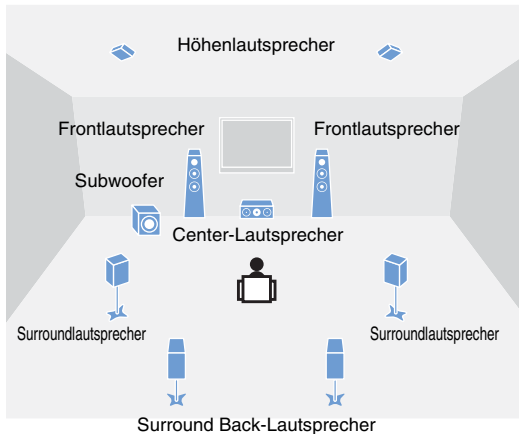 Höhenlautsprecher
Frontlautsprecher
Frontlautsprecher
Subwoofer
Center-Lautsprecher
Surroundlautsprecher
Surroundlautsprecher
Surround Back-Lautsprecher